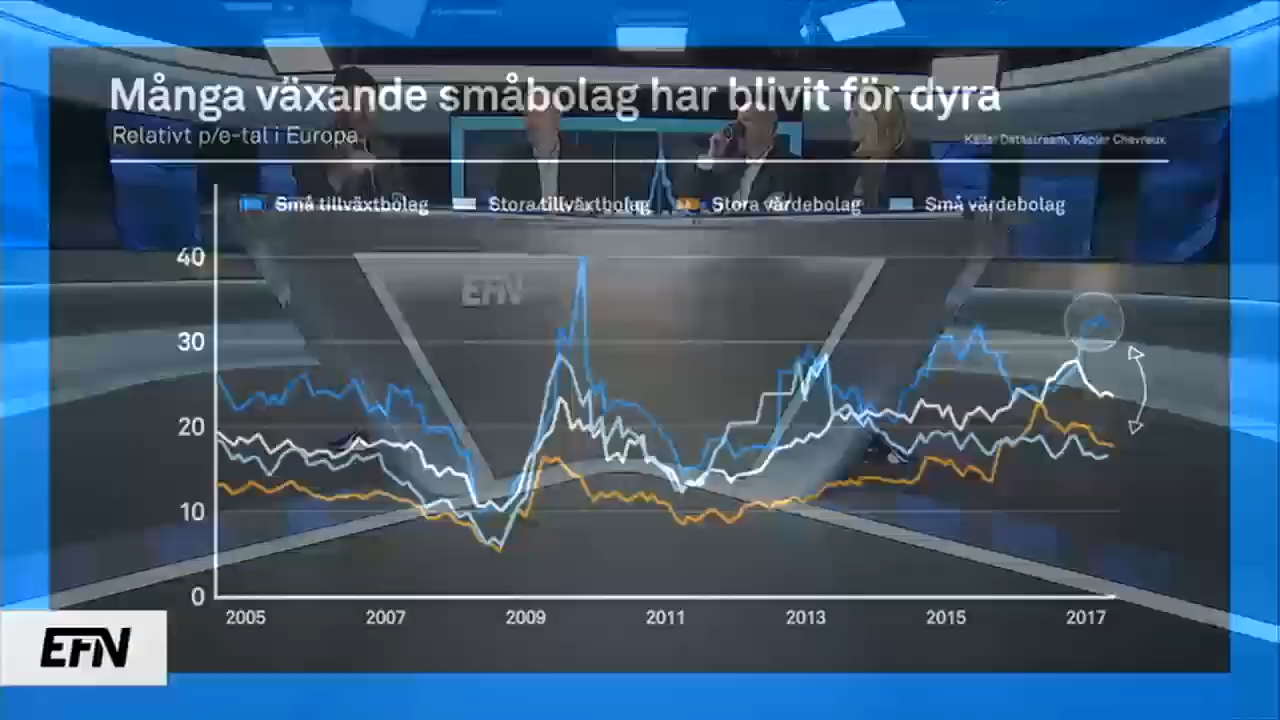 Många växande småbolag har blivit för dyra
Relativt p/e-tal i Europa
Källa: Datastream, Kepler Chevreux
Små tillväxtbolag Stora tillväxtbolag Stora värdebolag Små värdebolag
40
EFN
30
20
10
0
2005 2007 2009 2011 2013 2015 2017
EFN